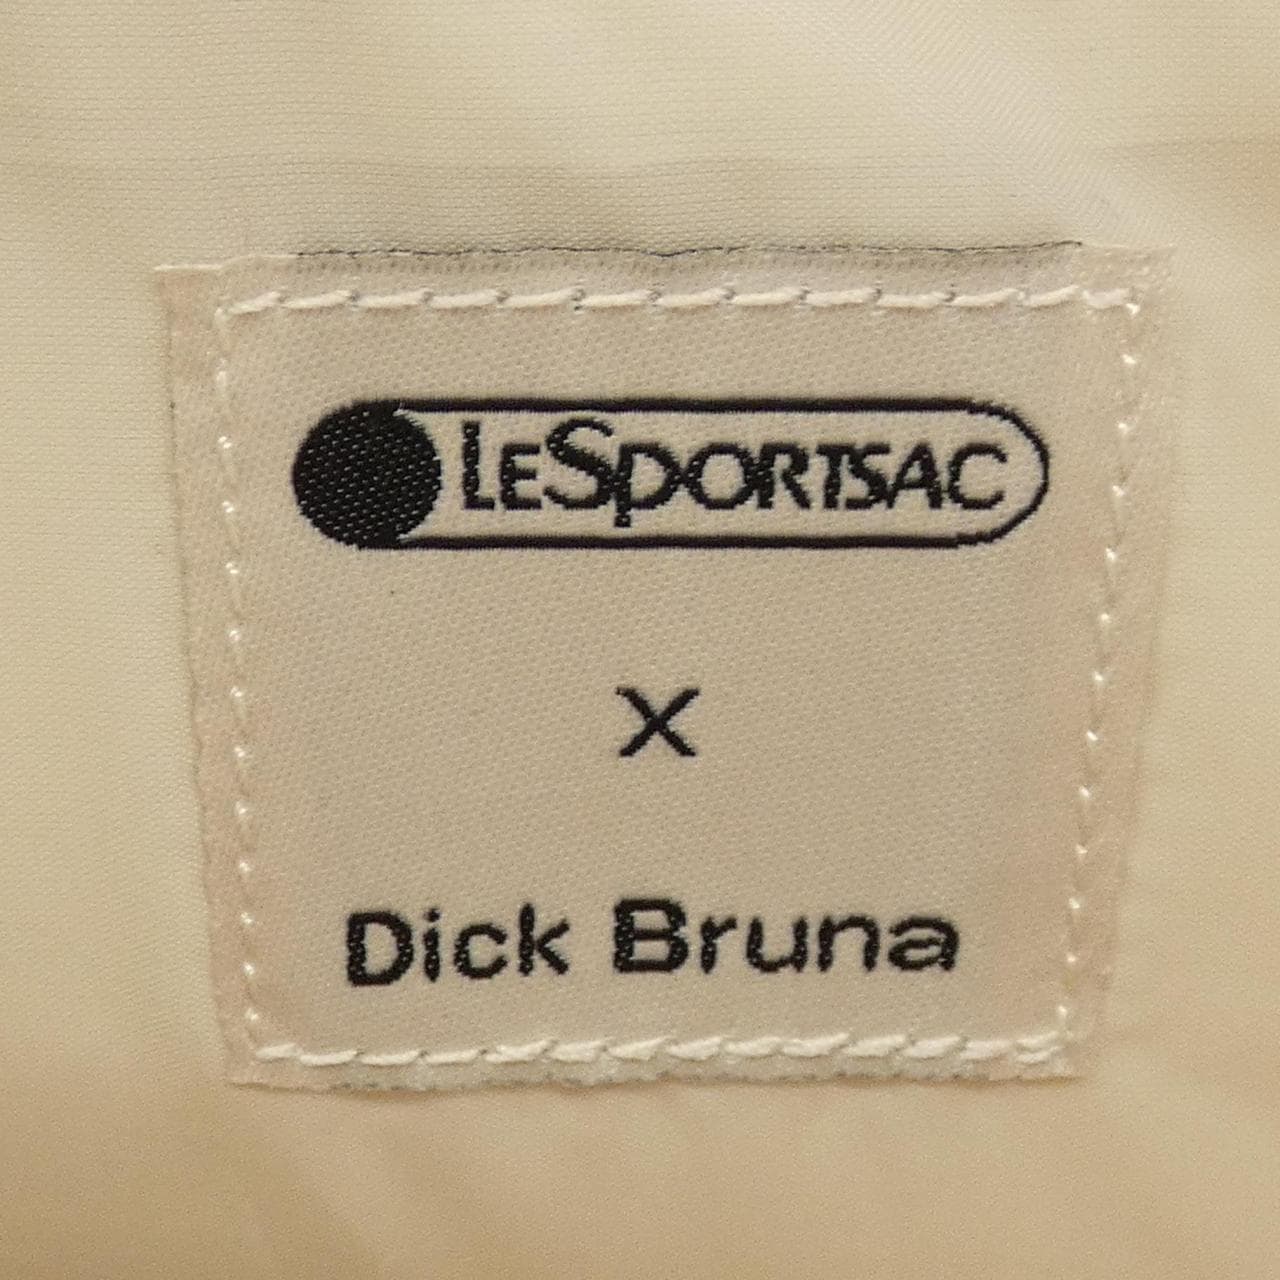 LeSportsac
x
Dick Bruna